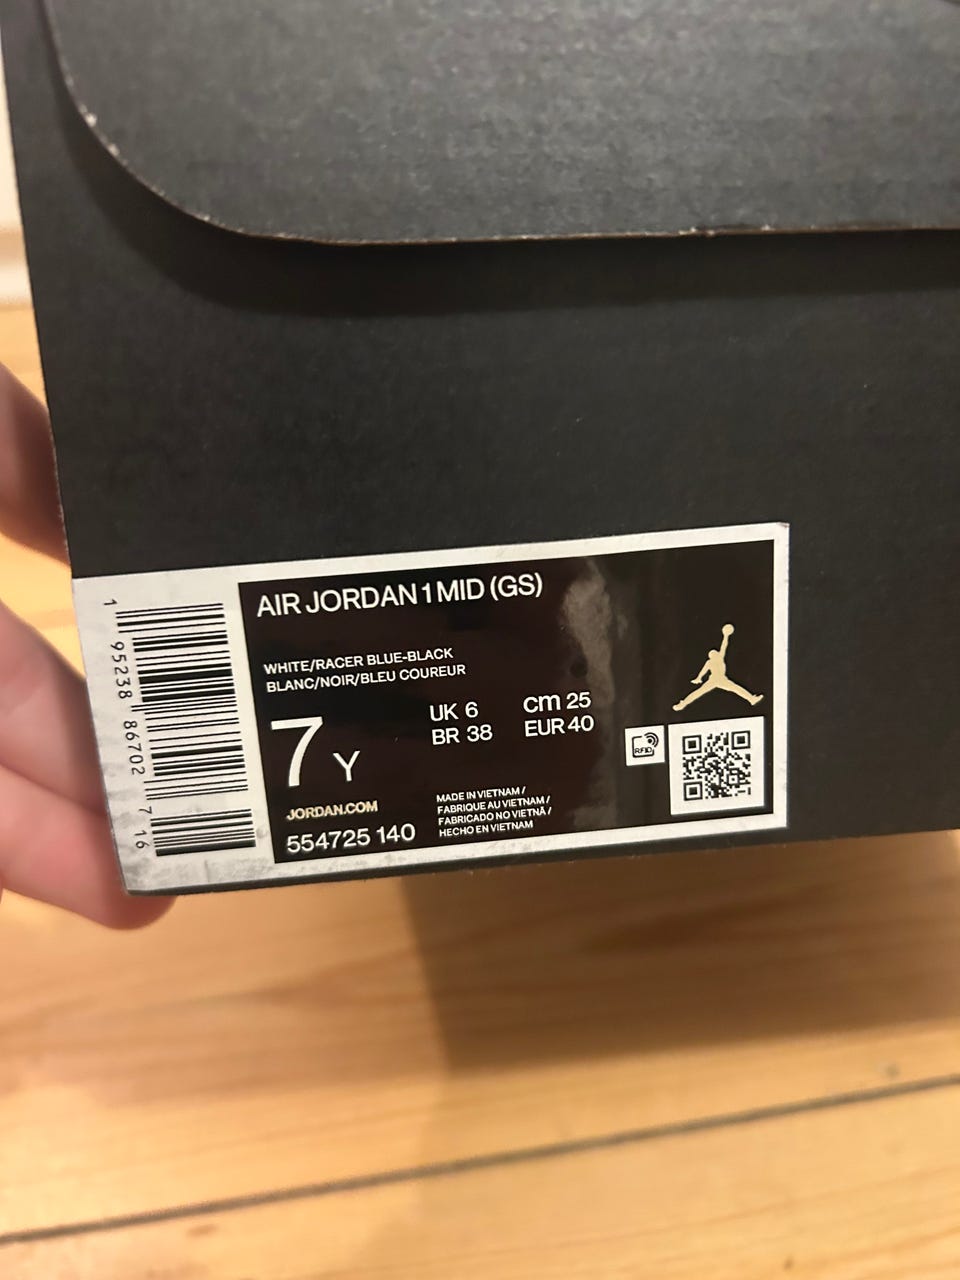 AIR JORDAN 1 MID (GS)
WHITE/RACER BLUE-BLACK
BLANC/NOIR/BLEU COUREUR
7 Y
UK 6 cm 25
BR 38 EUR 40
RFID
JORDAN.COM
554725 140
MADE IN VIETNAM /
FABRIQUE AU VIETNAM /
FABRICADO NO VIETNÃ /
HECHO EN VIETNAM
1 95238 86702 7 16